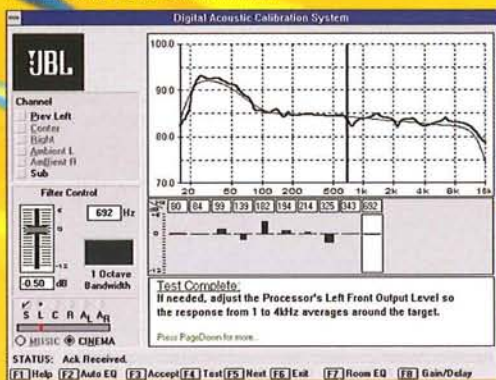 Digital Acoustic Calibration System
JBL
Channel
Prev Left
Center
Right
Ambient L
Ambient R
Sub
100.0
90.0
80.0
70.0
20 50 100 200 500 1k 2k 4k 8k 16k
Filter Control
692 Hz
0
-12
-0.50 dB
1 Octave
Bandwidth
80 84 99 139 182 194 214 325 343 692
0
-12
S L C R AL AR
MUSIC CINEMA
Test Complete:
If needed, adjust the Processor's Left Front Output Level so
the response from 1 to 4kHz averages around the target.
Press PageDown for more..
STATUS: Ack Received.
F1 Help F2 Auto EQ F3 Accept F4 Test F5 Next F6 Exit F7 Room EQ F8 Gain/Delay